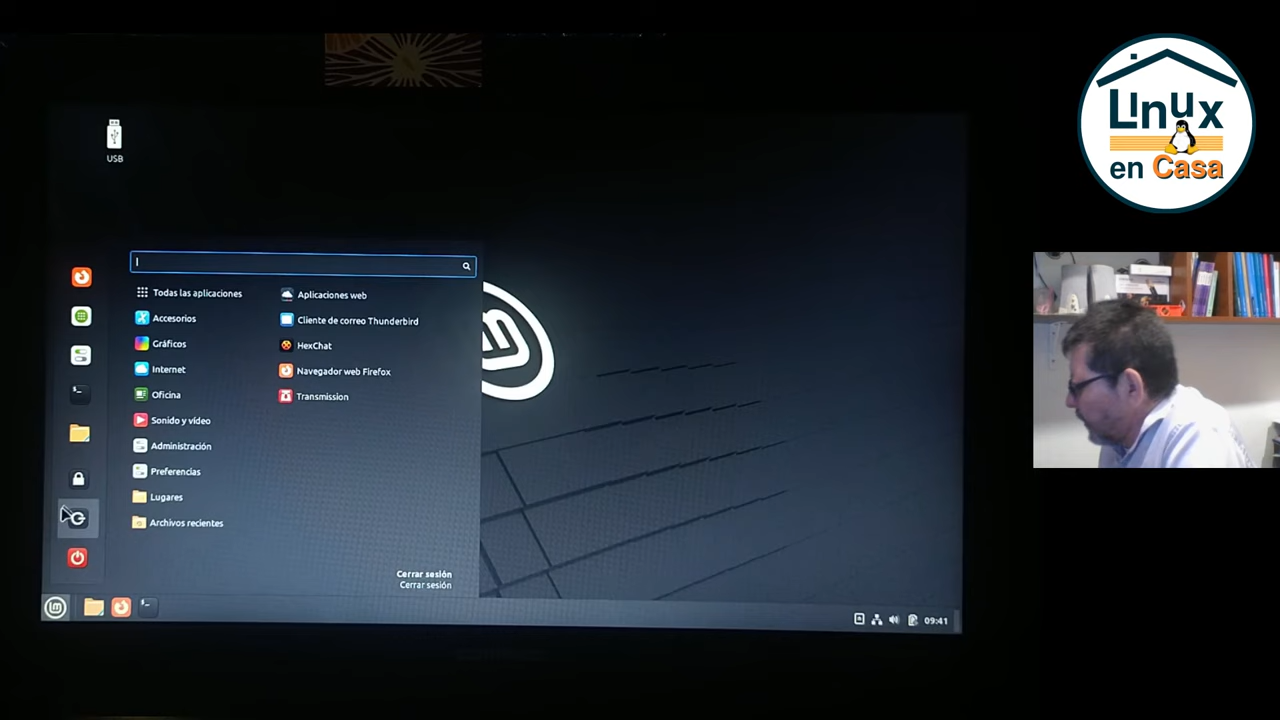 USB
Todas las aplicaciones
Accesorios
Gráficos
Internet
Oficina
Sonido y vídeo
Administración
Preferencias
Lugares
Archivos recientes
Aplicaciones web
Cliente de correo Thunderbird
HexChat
Navegador web Firefox
Transmission
Cerrar sesión
Cerrar sesión
09:41
Linux
en Casa